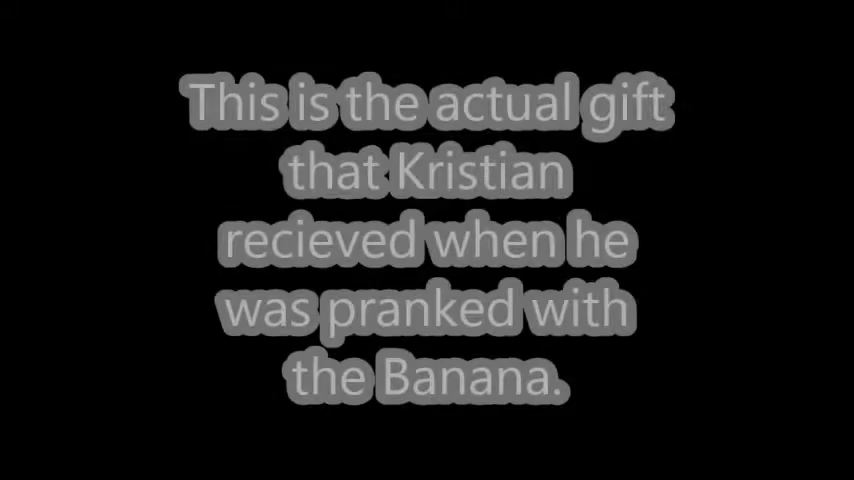 This is the actual gift
that Kristian
recieved when he
was pranked with
the Banana.